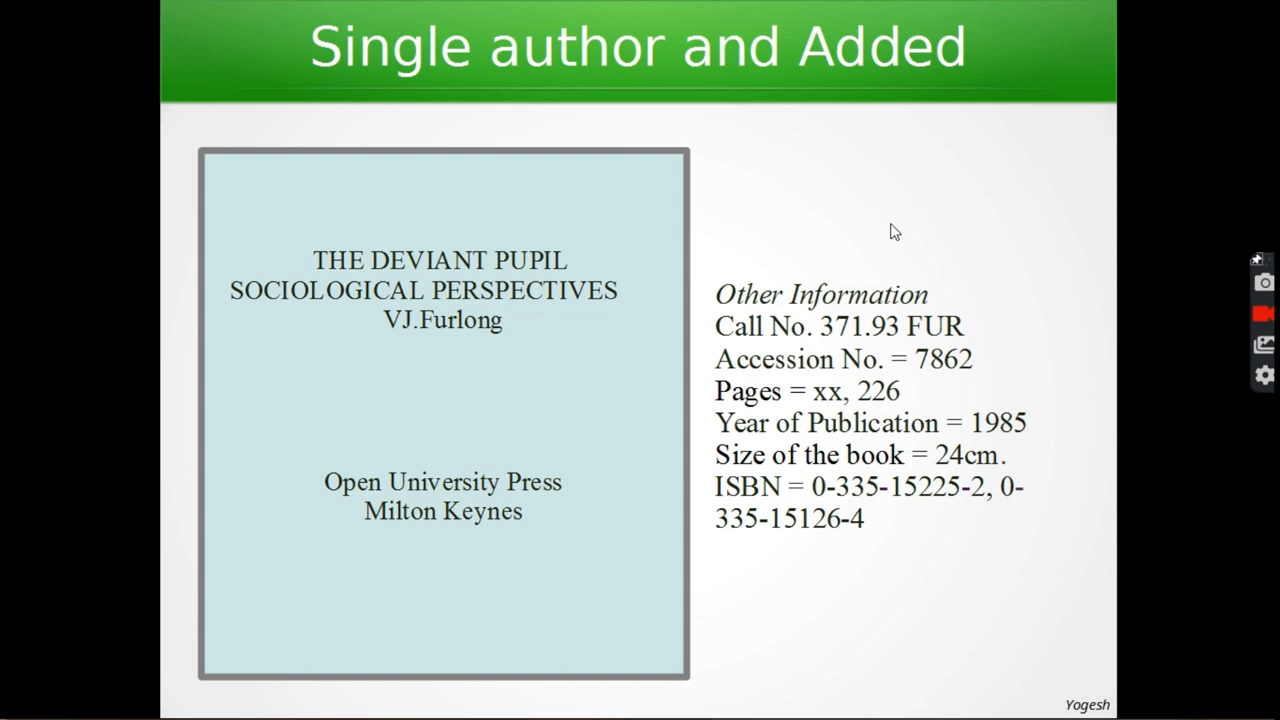 Single author and Added
THE DEVIANT PUPIL
SOCIOLOGICAL PERSPECTIVES
VJ.Furlong
Open University Press
Milton Keynes
Other Information
Call No. 371.93 FUR
Accession No. = 7862
Pages = xx, 226
Year of Publication = 1985
Size of the book = 24cm.
ISBN = 0-335-15225-2, 0-
335-15126-4
Yogesh